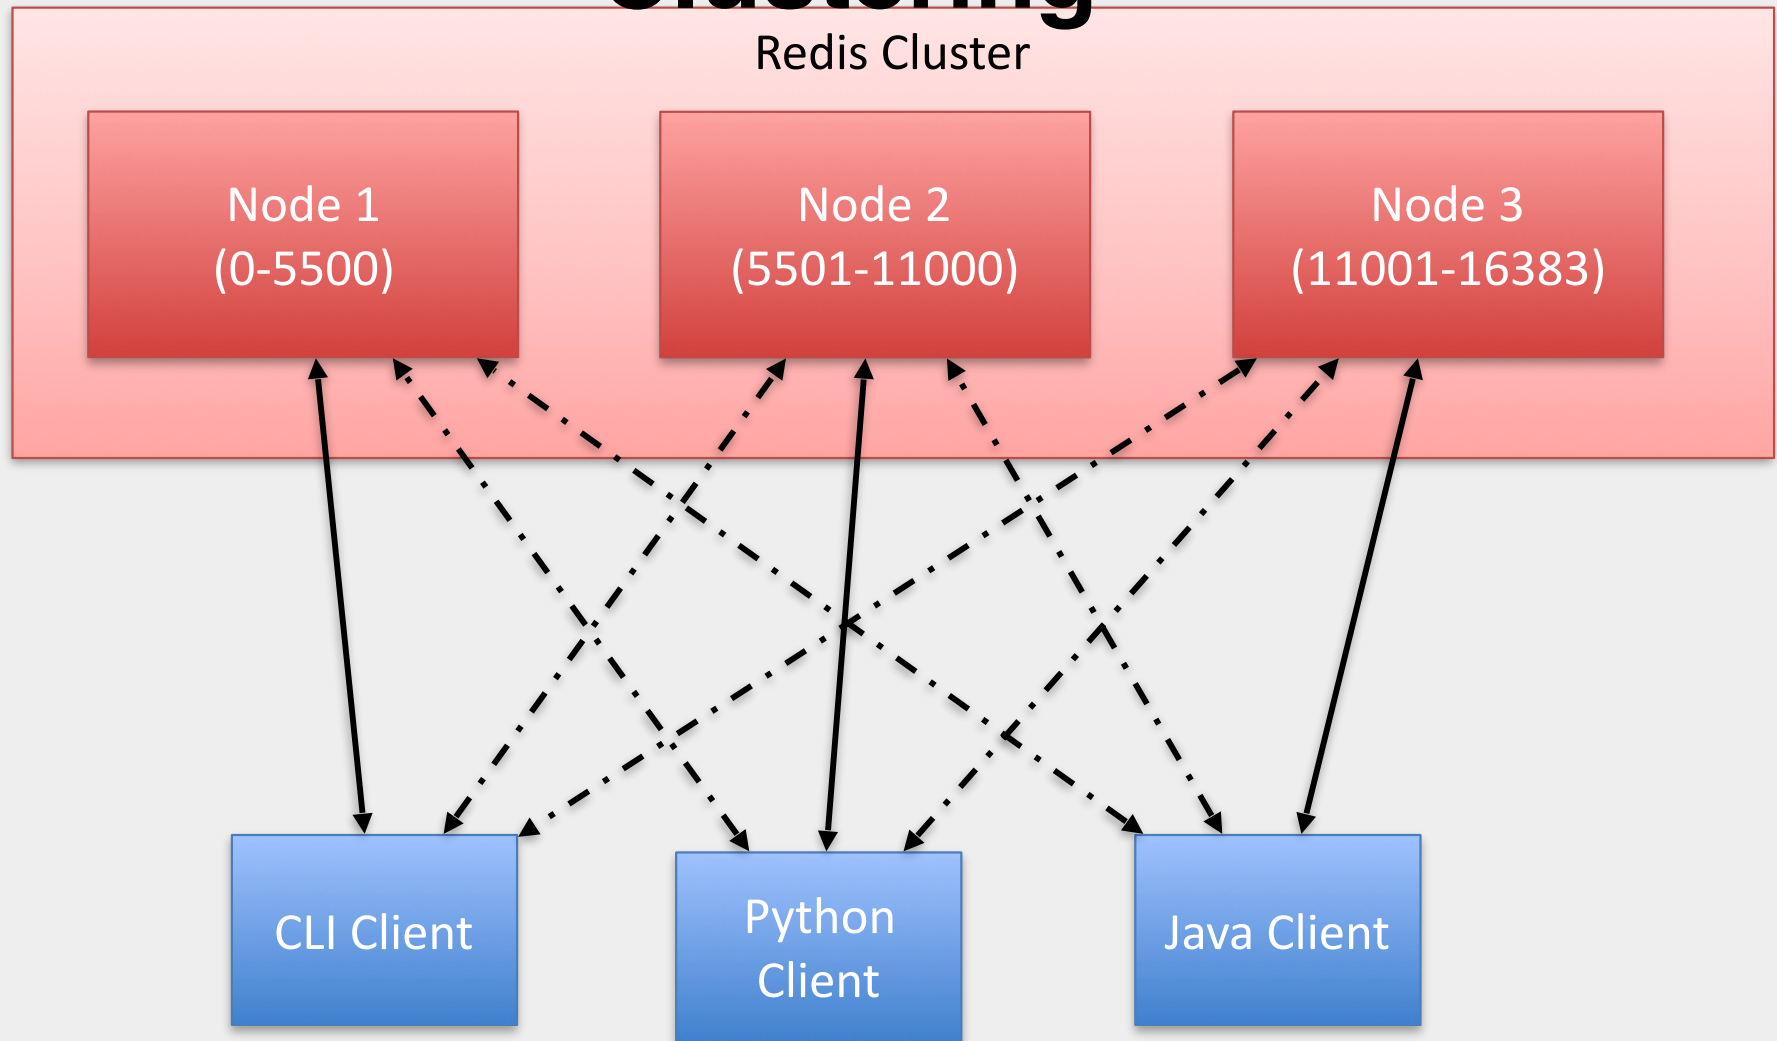 Clustering
Redis Cluster
Node 1
(0-5500)
Node 2
(5501-11000)
Node 3
(11001-16383)
CLI Client
Python
Client
Java Client